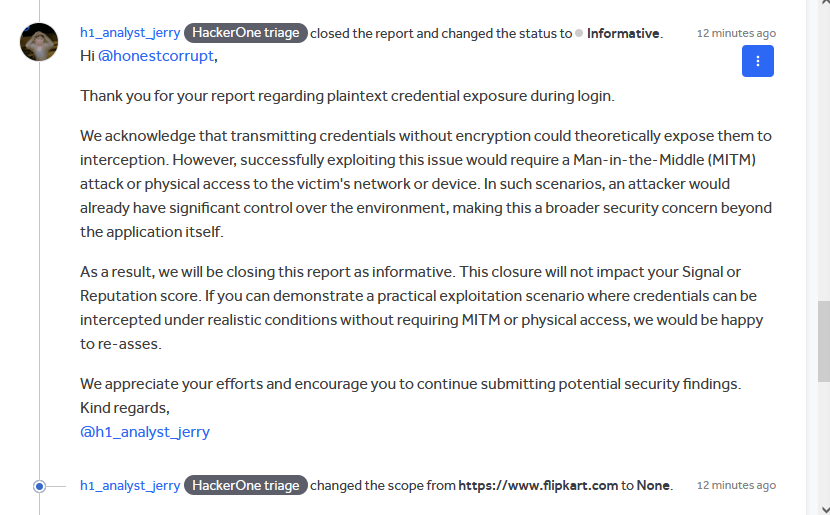 h1_analyst_jerry HackerOne triage closed the report and changed the status to Informative. 12 minutes ago
Hi @honestcorrupt,
Thank you for your report regarding plaintext credential exposure during login.
We acknowledge that transmitting credentials without encryption could theoretically expose them to
interception. However, successfully exploiting this issue would require a Man-in-the-Middle (MITM)
attack or physical access to the victim's network or device. In such scenarios, an attacker would
already have significant control over the environment, making this a broader security concern beyond
the application itself.
As a result, we will be closing this report as informative. This closure will not impact your Signal or
Reputation score. If you can demonstrate a practical exploitation scenario where credentials can be
intercepted under realistic conditions without requiring MITM or physical access, we would be happy
to re-asses.
We appreciate your efforts and encourage you to continue submitting potential security findings.
Kind regards,
@h1_analyst_jerry
h1_analyst_jerry HackerOne triage changed the scope from https://www.flipkart.com to None. 12 minutes ago